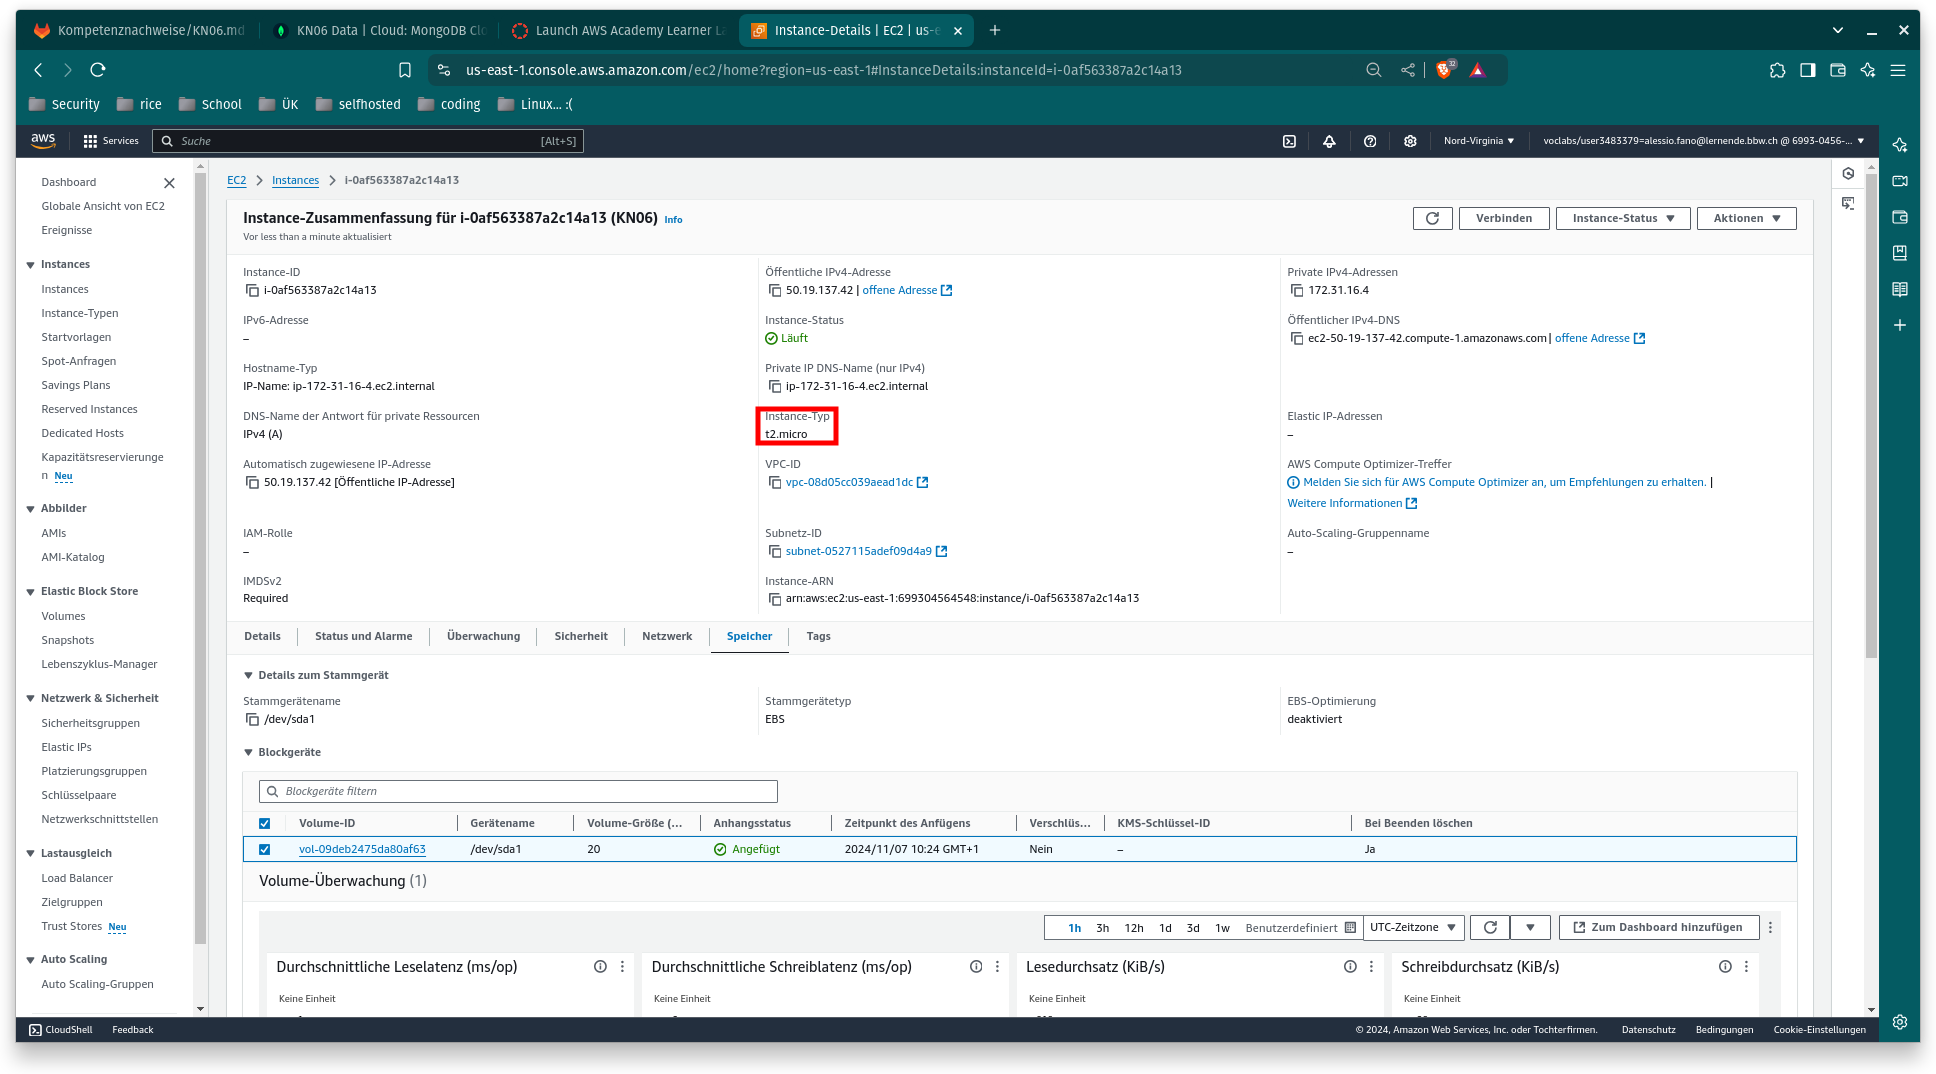 Kompetenznachweise/KN06.md
KN06 Data | Cloud: MongoDB Clo
Launch AWS Academy Learner La
Instance-Details | EC2 | us-e
us-east-1.console.aws.amazon.com/ec2/home?region=us-east-1#InstanceDetails:instanceId=i-0af563387a2c14a13
Security
rice
School
ÜK
selfhosted
coding
Linux... :(
aws
Services
Suche
[Alt+S]
Nord-Virginia
voclabs/user3483379=alessio.fano@lernende.bbw.ch @ 6993-0456-...
Dashboard
Globale Ansicht von EC2
Ereignisse
Instances
Instances
Instance-Typen
Startvorlagen
Spot-Anfragen
Savings Plans
Reserved Instances
Dedicated Hosts
Kapazitätsreservierunge
n Neu
Abbilder
AMIs
AMI-Katalog
Elastic Block Store
Volumes
Snapshots
Lebenszyklus-Manager
Netzwerk & Sicherheit
Sicherheitsgruppen
Elastic IPs
Platzierungsgruppen
Schlüsselpaare
Netzwerkschnittstellen
Lastausgleich
Load Balancer
Zielgruppen
Trust Stores Neu
Auto Scaling
Auto Scaling-Gruppen
EC2
Instances
i-0af563387a2c14a13
Instance-Zusammenfassung für i-0af563387a2c14a13 (KN06) Info
Vor less than a minute aktualisiert
Verbinden
Instance-Status
Aktionen
Instance-ID
i-0af563387a2c14a13
Öffentliche IPv4-Adresse
50.19.137.42 | offene Adresse
Private IPv4-Adressen
172.31.16.4
IPv6-Adresse
–
Instance-Status
Läuft
Öffentlicher IPv4-DNS
ec2-50-19-137-42.compute-1.amazonaws.com | offene Adresse
Hostname-Typ
IP-Name: ip-172-31-16-4.ec2.internal
Private IP DNS-Name (nur IPv4)
ip-172-31-16-4.ec2.internal
DNS-Name der Antwort für private Ressourcen
IPv4 (A)
Instance-Typ
t2.micro
Elastic IP-Adressen
–
Automatisch zugewiesene IP-Adresse
50.19.137.42 [Öffentliche IP-Adresse]
VPC-ID
vpc-08d05cc039aead1dc
AWS Compute Optimizer-Treffer
Melden Sie sich für AWS Compute Optimizer an, um Empfehlungen zu erhalten. |
Weitere Informationen
IAM-Rolle
–
Subnetz-ID
subnet-0527115adef09d4a9
Auto-Scaling-Gruppenname
–
IMDSv2
Required
Instance-ARN
arn:aws:ec2:us-east-1:699304564548:instance/i-0af563387a2c14a13
Details
Status und Alarme
Überwachung
Sicherheit
Netzwerk
Speicher
Tags
Details zum Stammgerät
Stammgerätename
/dev/sda1
Stammgerätetyp
EBS
EBS-Optimierung
deaktiviert
Blockgeräte
Blockgeräte filtern
Volume-ID
Gerätename
Volume-Größe (...
Anhangsstatus
Zeitpunkt des Anfügens
Verschlüs...
KMS-Schlüssel-ID
Bei Beenden löschen
vol-09deb2475da80af63
/dev/sda1
20
Angefügt
2024/11/07 10:24 GMT+1
Nein
–
Ja
Volume-Überwachung (1)
1h
3h
12h
1d
3d
1w
Benutzerdefiniert
UTC-Zeitzone
Zum Dashboard hinzufügen
Durchschnittliche Leselatenz (ms/op)
Keine Einheit
Durchschnittliche Schreiblatenz (ms/op)
Keine Einheit
Lesedurchsatz (KiB/s)
Keine Einheit
Schreibdurchsatz (KiB/s)
Keine Einheit
CloudShell
Feedback
© 2024, Amazon Web Services, Inc. oder Tochterfirmen.
Datenschutz
Bedingungen
Cookie-Einstellungen